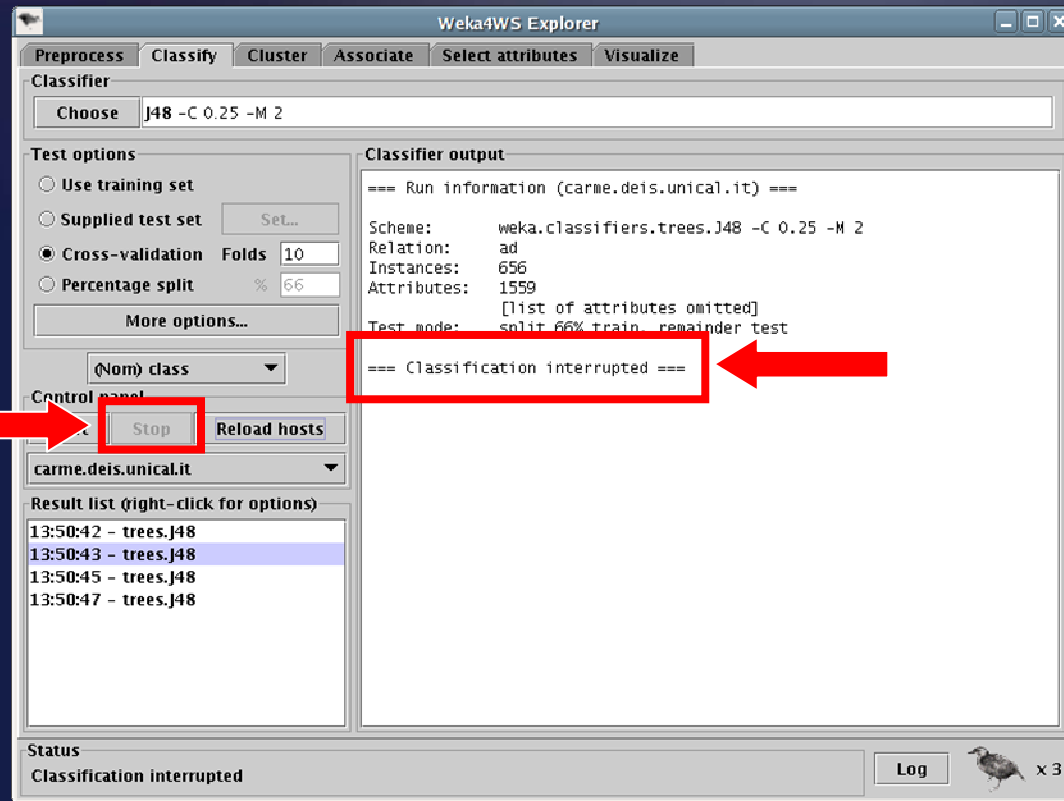 Weka4WS Explorer
Preprocess Classify Cluster Associate Select attributes Visualize
Classifier
Choose J48 -C 0.25 -M 2
Test options
Use training set
Supplied test set Set...
Cross-validation Folds 10
Percentage split % 66
More options...
(Nom) class
Control panel
Stop Reload hosts
carme.deis.unical.it
Result list (right-click for options)
13:50:42 - trees.J48
13:50:43 - trees.J48
13:50:45 - trees.J48
13:50:47 - trees.J48
Classifier output
=== Run information (carme.deis.unical.it) ===
Scheme: weka.classifiers.trees.J48 -C 0.25 -M 2
Relation: ad
Instances: 656
Attributes: 1559
[list of attributes omitted]
Test mode: split 66% train, remainder test
=== Classification interrupted ===
Status
Classification interrupted
Log x 3